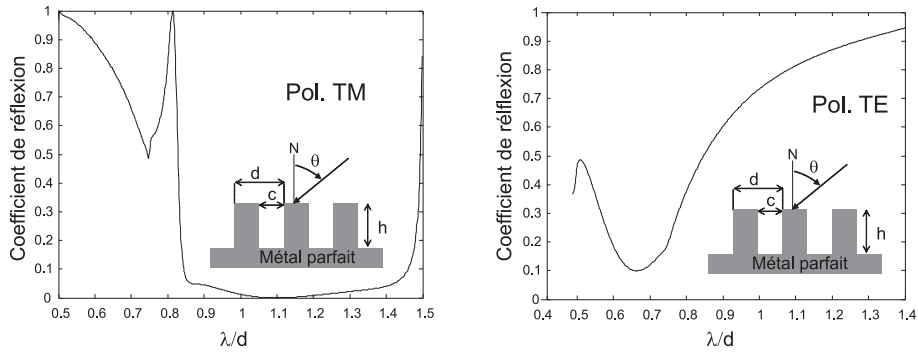 Coefficient de réflexion
1
0.9
0.8
0.7
0.6
0.5
0.4
0.3
0.2
0.1
0
0.5
0.6
0.7
0.8
0.9
1
1.1
1.2
1.3
1.4
1.5
λ/d
Pol. TM
N
θ
d
c
h
Métal parfait
Coefficient de rélflexion
1
0.9
0.8
0.7
0.6
0.5
0.4
0.3
0.2
0.1
0
0.4
0.5
0.6
0.7
0.8
0.9
1
1.1
1.2
1.3
1.4
λ/d
Pol. TE
N
θ
d
c
h
Métal parfait